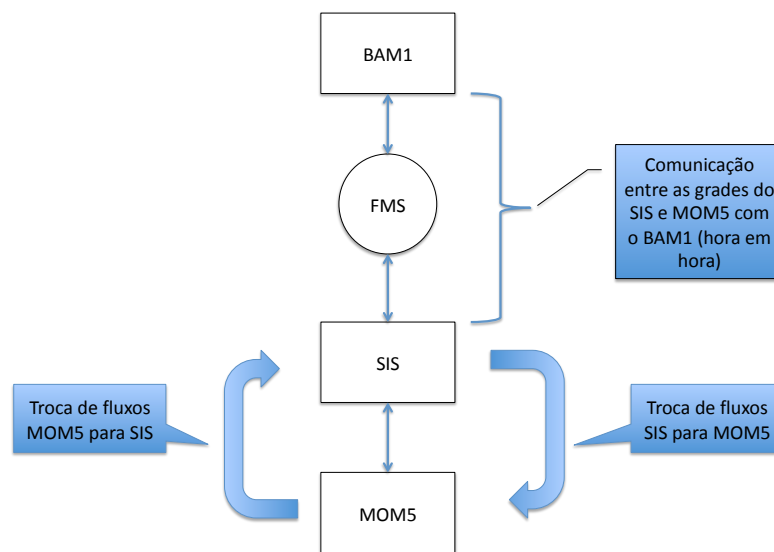 BAM1
FMS
Comunicação
entre as grades do
SIS e MOM5 com
o BAM1 (hora em
hora)
SIS
Troca de fluxos
MOM5 para SIS
Troca de fluxos
SIS para MOM5
MOM5